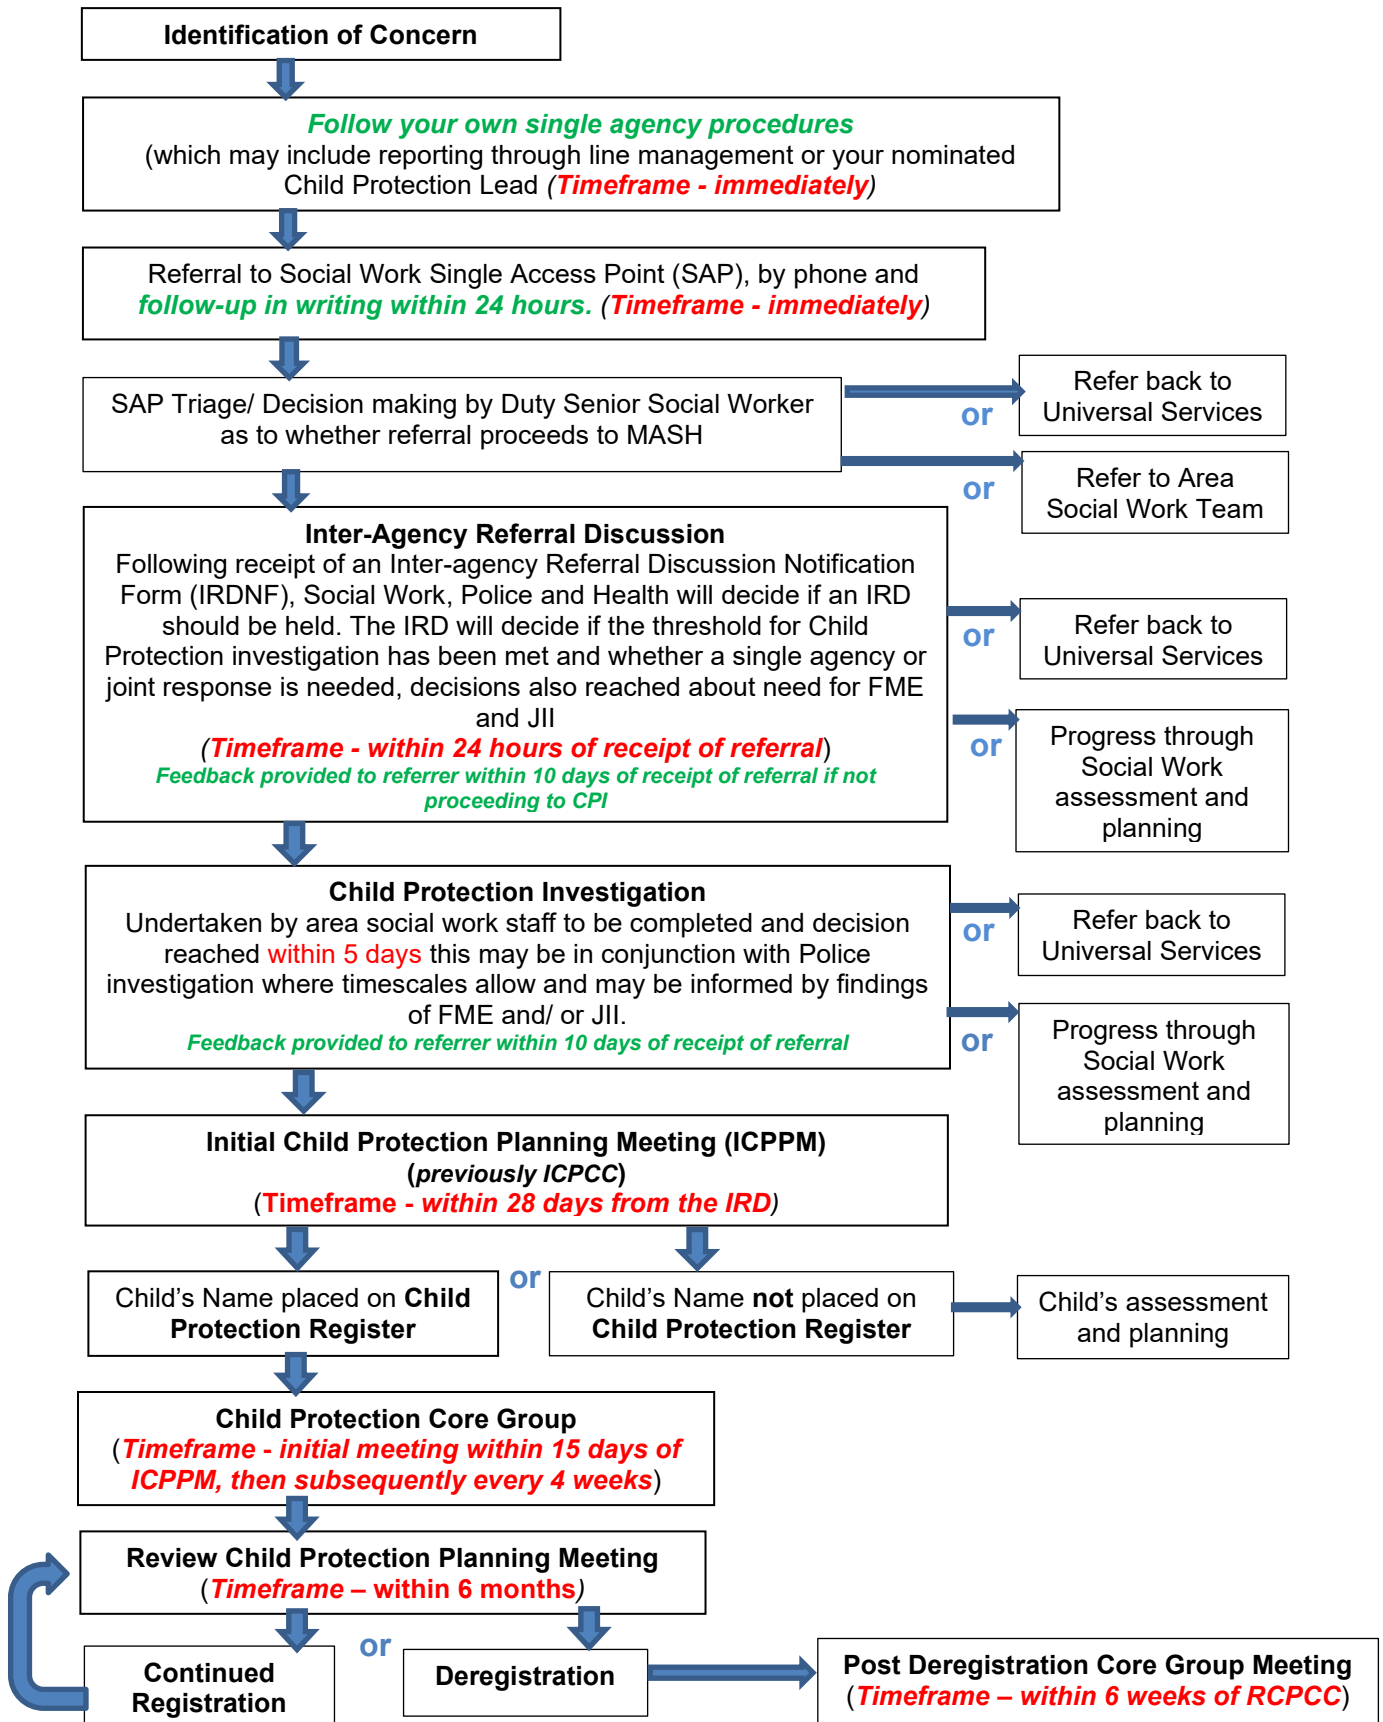 Identification of Concern
Follow your own single agency procedures
(which may include reporting through line management or your nominated
Child Protection Lead (Timeframe - immediately)
Referral to Social Work Single Access Point (SAP), by phone and
follow-up in writing within 24 hours. (Timeframe - immediately)
SAP Triage/ Decision making by Duty Senior Social Worker
as to whether referral proceeds to MASH
or
Refer back to
Universal Services
or
Refer to Area
Social Work Team
Inter-Agency Referral Discussion
Following receipt of an Inter-agency Referral Discussion Notification
Form (IRDNF), Social Work, Police and Health will decide if an IRD
should be held. The IRD will decide if the threshold for Child
Protection investigation has been met and whether a single agency or
joint response is needed, decisions also reached about need for FME
and JII
(Timeframe - within 24 hours of receipt of referral)
Feedback provided to referrer within 10 days of receipt of referral if not
proceeding to CPI
or
Refer back to
Universal Services
or
Progress through
Social Work
assessment and
planning
Child Protection Investigation
Undertaken by area social work staff to be completed and decision
reached within 5 days this may be in conjunction with Police
investigation where timescales allow and may be informed by findings
of FME and/ or JII.
Feedback provided to referrer within 10 days of receipt of referral
or
Refer back to
Universal Services
or
Progress through
Social Work
assessment and
planning
Initial Child Protection Planning Meeting (ICPPM)
(previously ICPCC)
(Timeframe - within 28 days from the IRD)
Child's Name placed on Child
Protection Register
or
Child's Name not placed on
Child Protection Register
Child's assessment
and planning
Child Protection Core Group
(Timeframe - initial meeting within 15 days of
ICPPM, then subsequently every 4 weeks)
Review Child Protection Planning Meeting
(Timeframe – within 6 months)
Continued
Registration
or
Deregistration
Post Deregistration Core Group Meeting
(Timeframe – within 6 weeks of RCPCC)